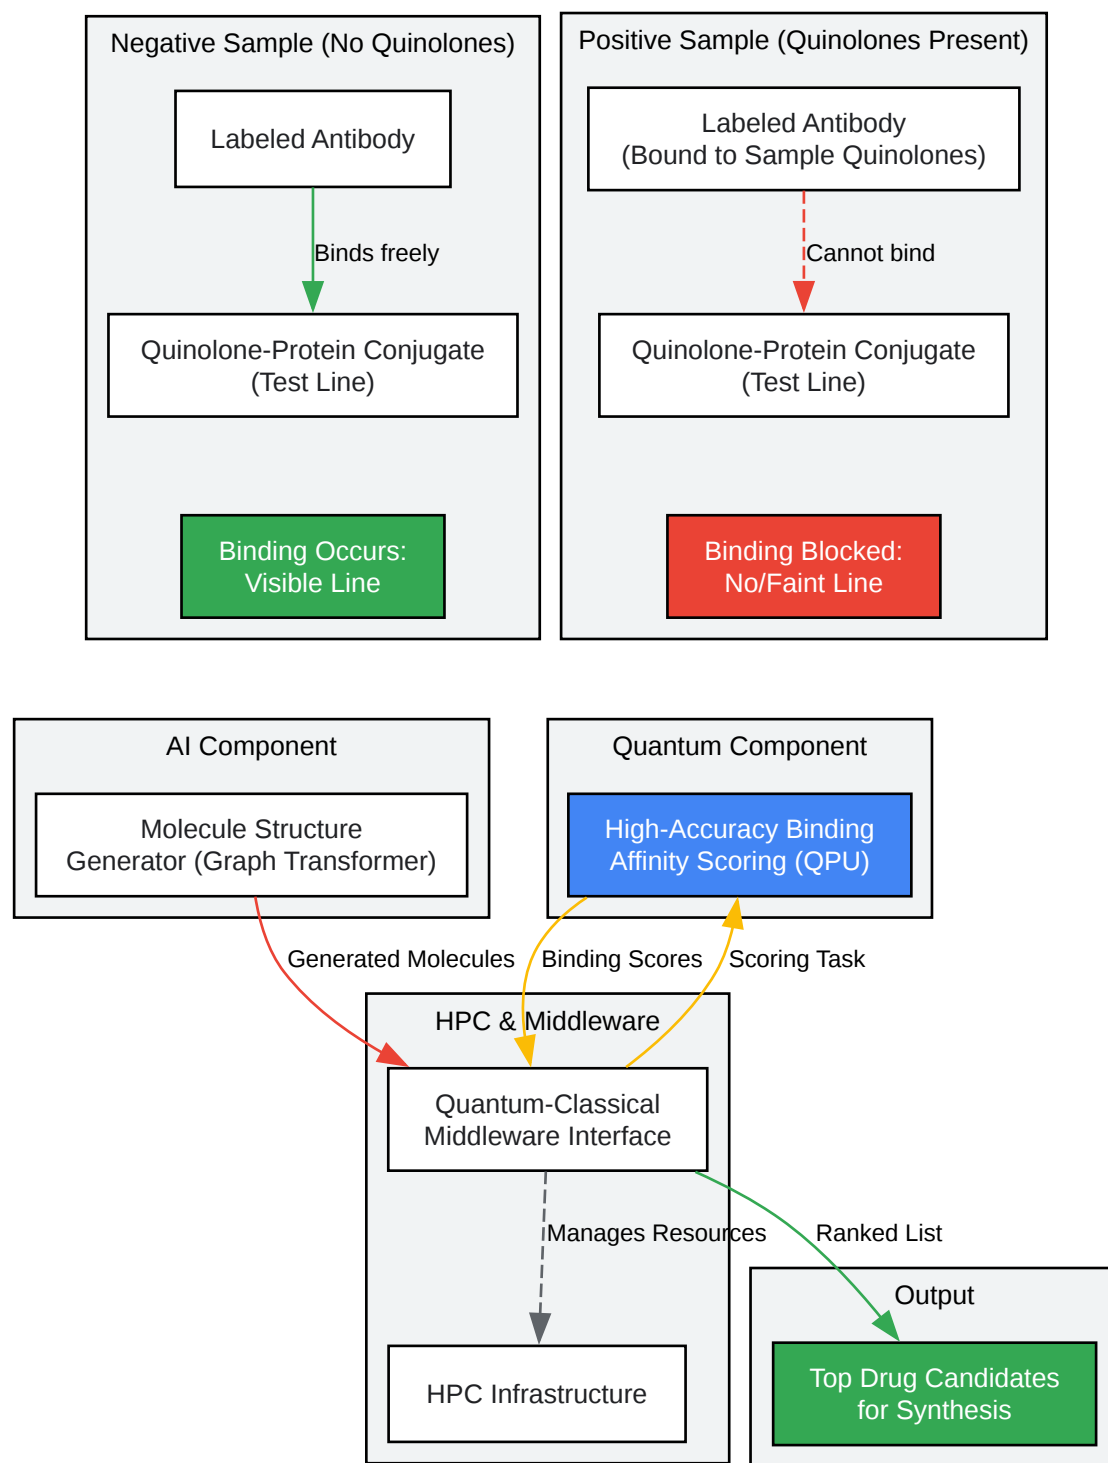 Negative Sample (No Quinolones)
Labeled Antibody
Binds freely
Quinolone-Protein Conjugate
(Test Line)
Binding Occurs:
Visible Line
Positive Sample (Quinolones Present)
Labeled Antibody
(Bound to Sample Quinolones)
Cannot bind
Quinolone-Protein Conjugate
(Test Line)
Binding Blocked:
No/Faint Line
AI Component
Molecule Structure
Generator (Graph Transformer)
Quantum Component
High-Accuracy Binding
Affinity Scoring (QPU)
Generated Molecules
Binding Scores
Scoring Task
HPC & Middleware
Quantum-Classical
Middleware Interface
Manages Resources
Ranked List
HPC Infrastructure
Output
Top Drug Candidates
for Synthesis